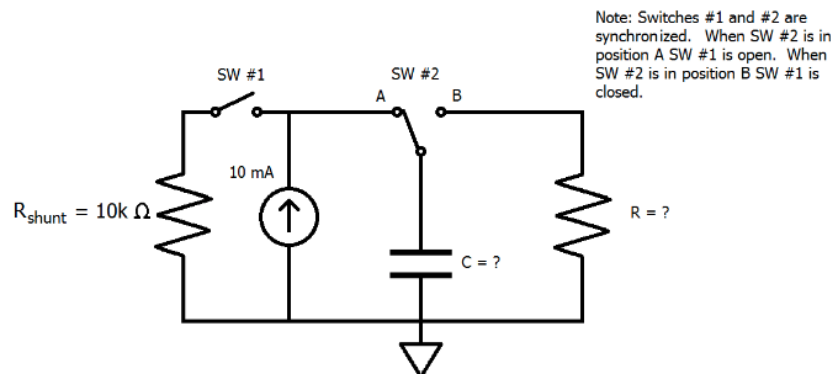 Note: Switches #1 and #2 are
synchronized.  When SW #2 is in
position A SW #1 is open.  When
SW #2 is in position B SW #1 is
closed.
SW #1
SW #2
A
B
10 mA
R_shunt = 10k Ω
R = ?
C = ?